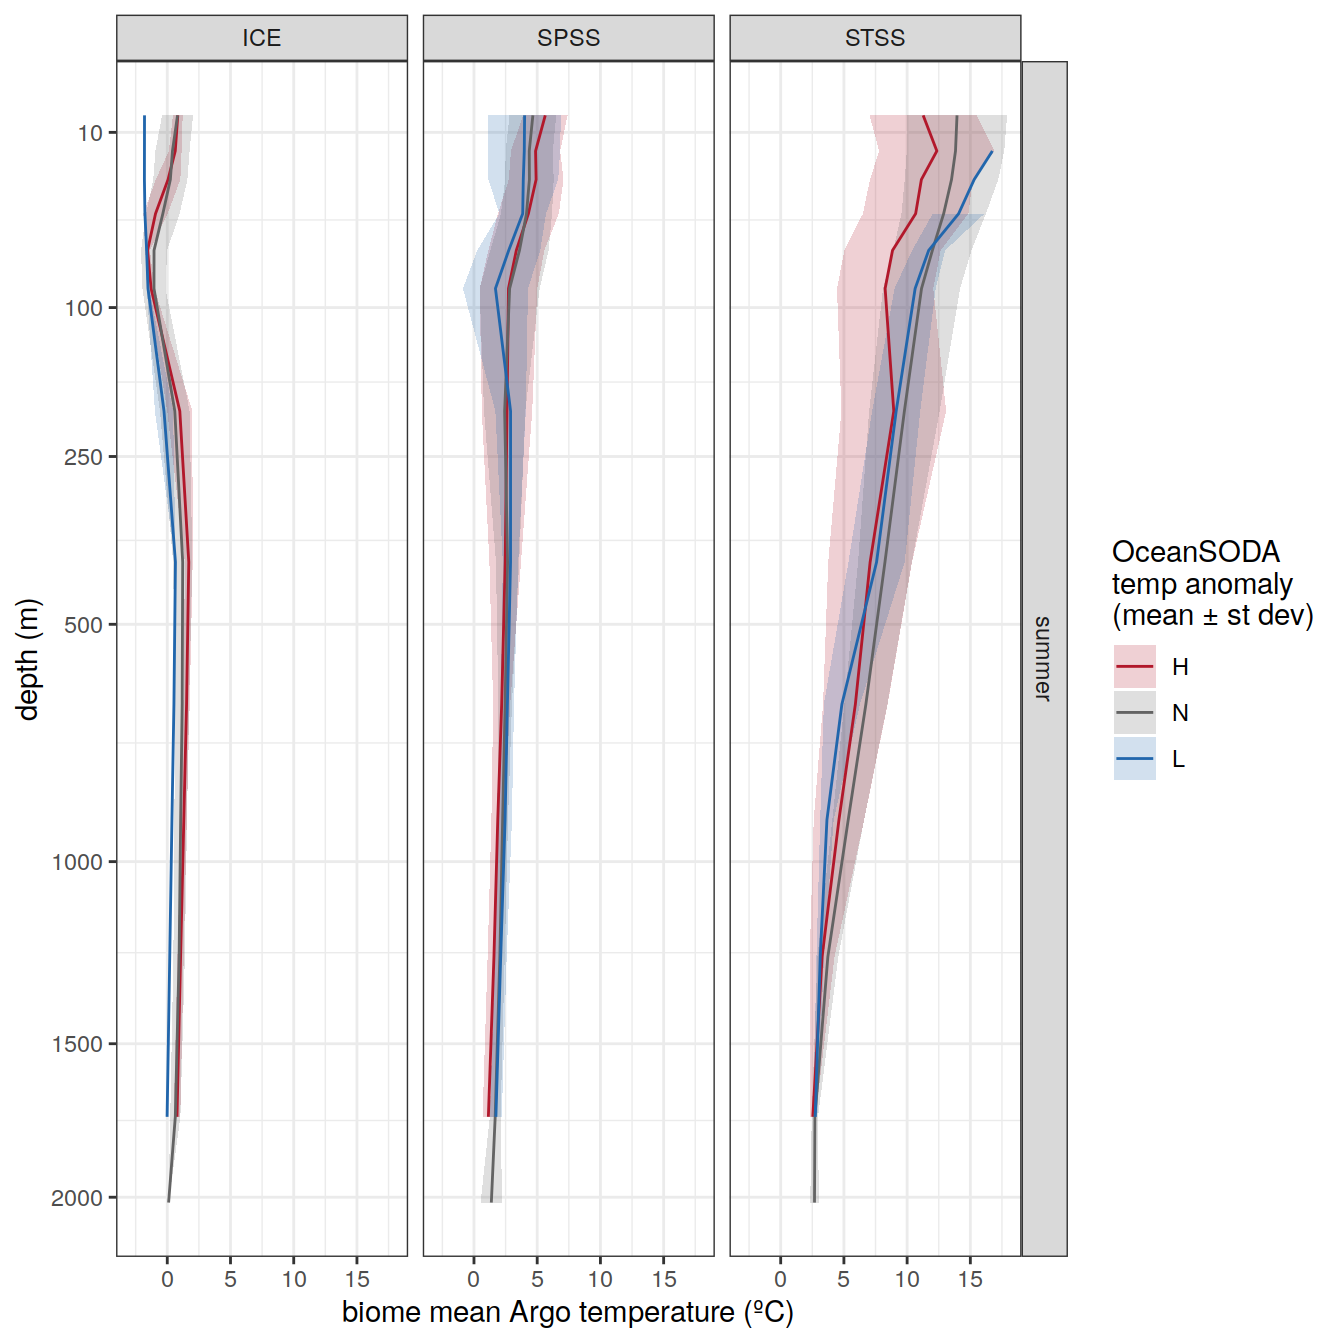 ICE
SPSS
STSS
summer
depth (m)
10
100
250
500
1000
1500
2000
0 5 10 15
0 5 10 15
0 5 10 15
biome mean Argo temperature (ºC)
OceanSODA
temp anomaly
(mean ± st dev)
H
N
L